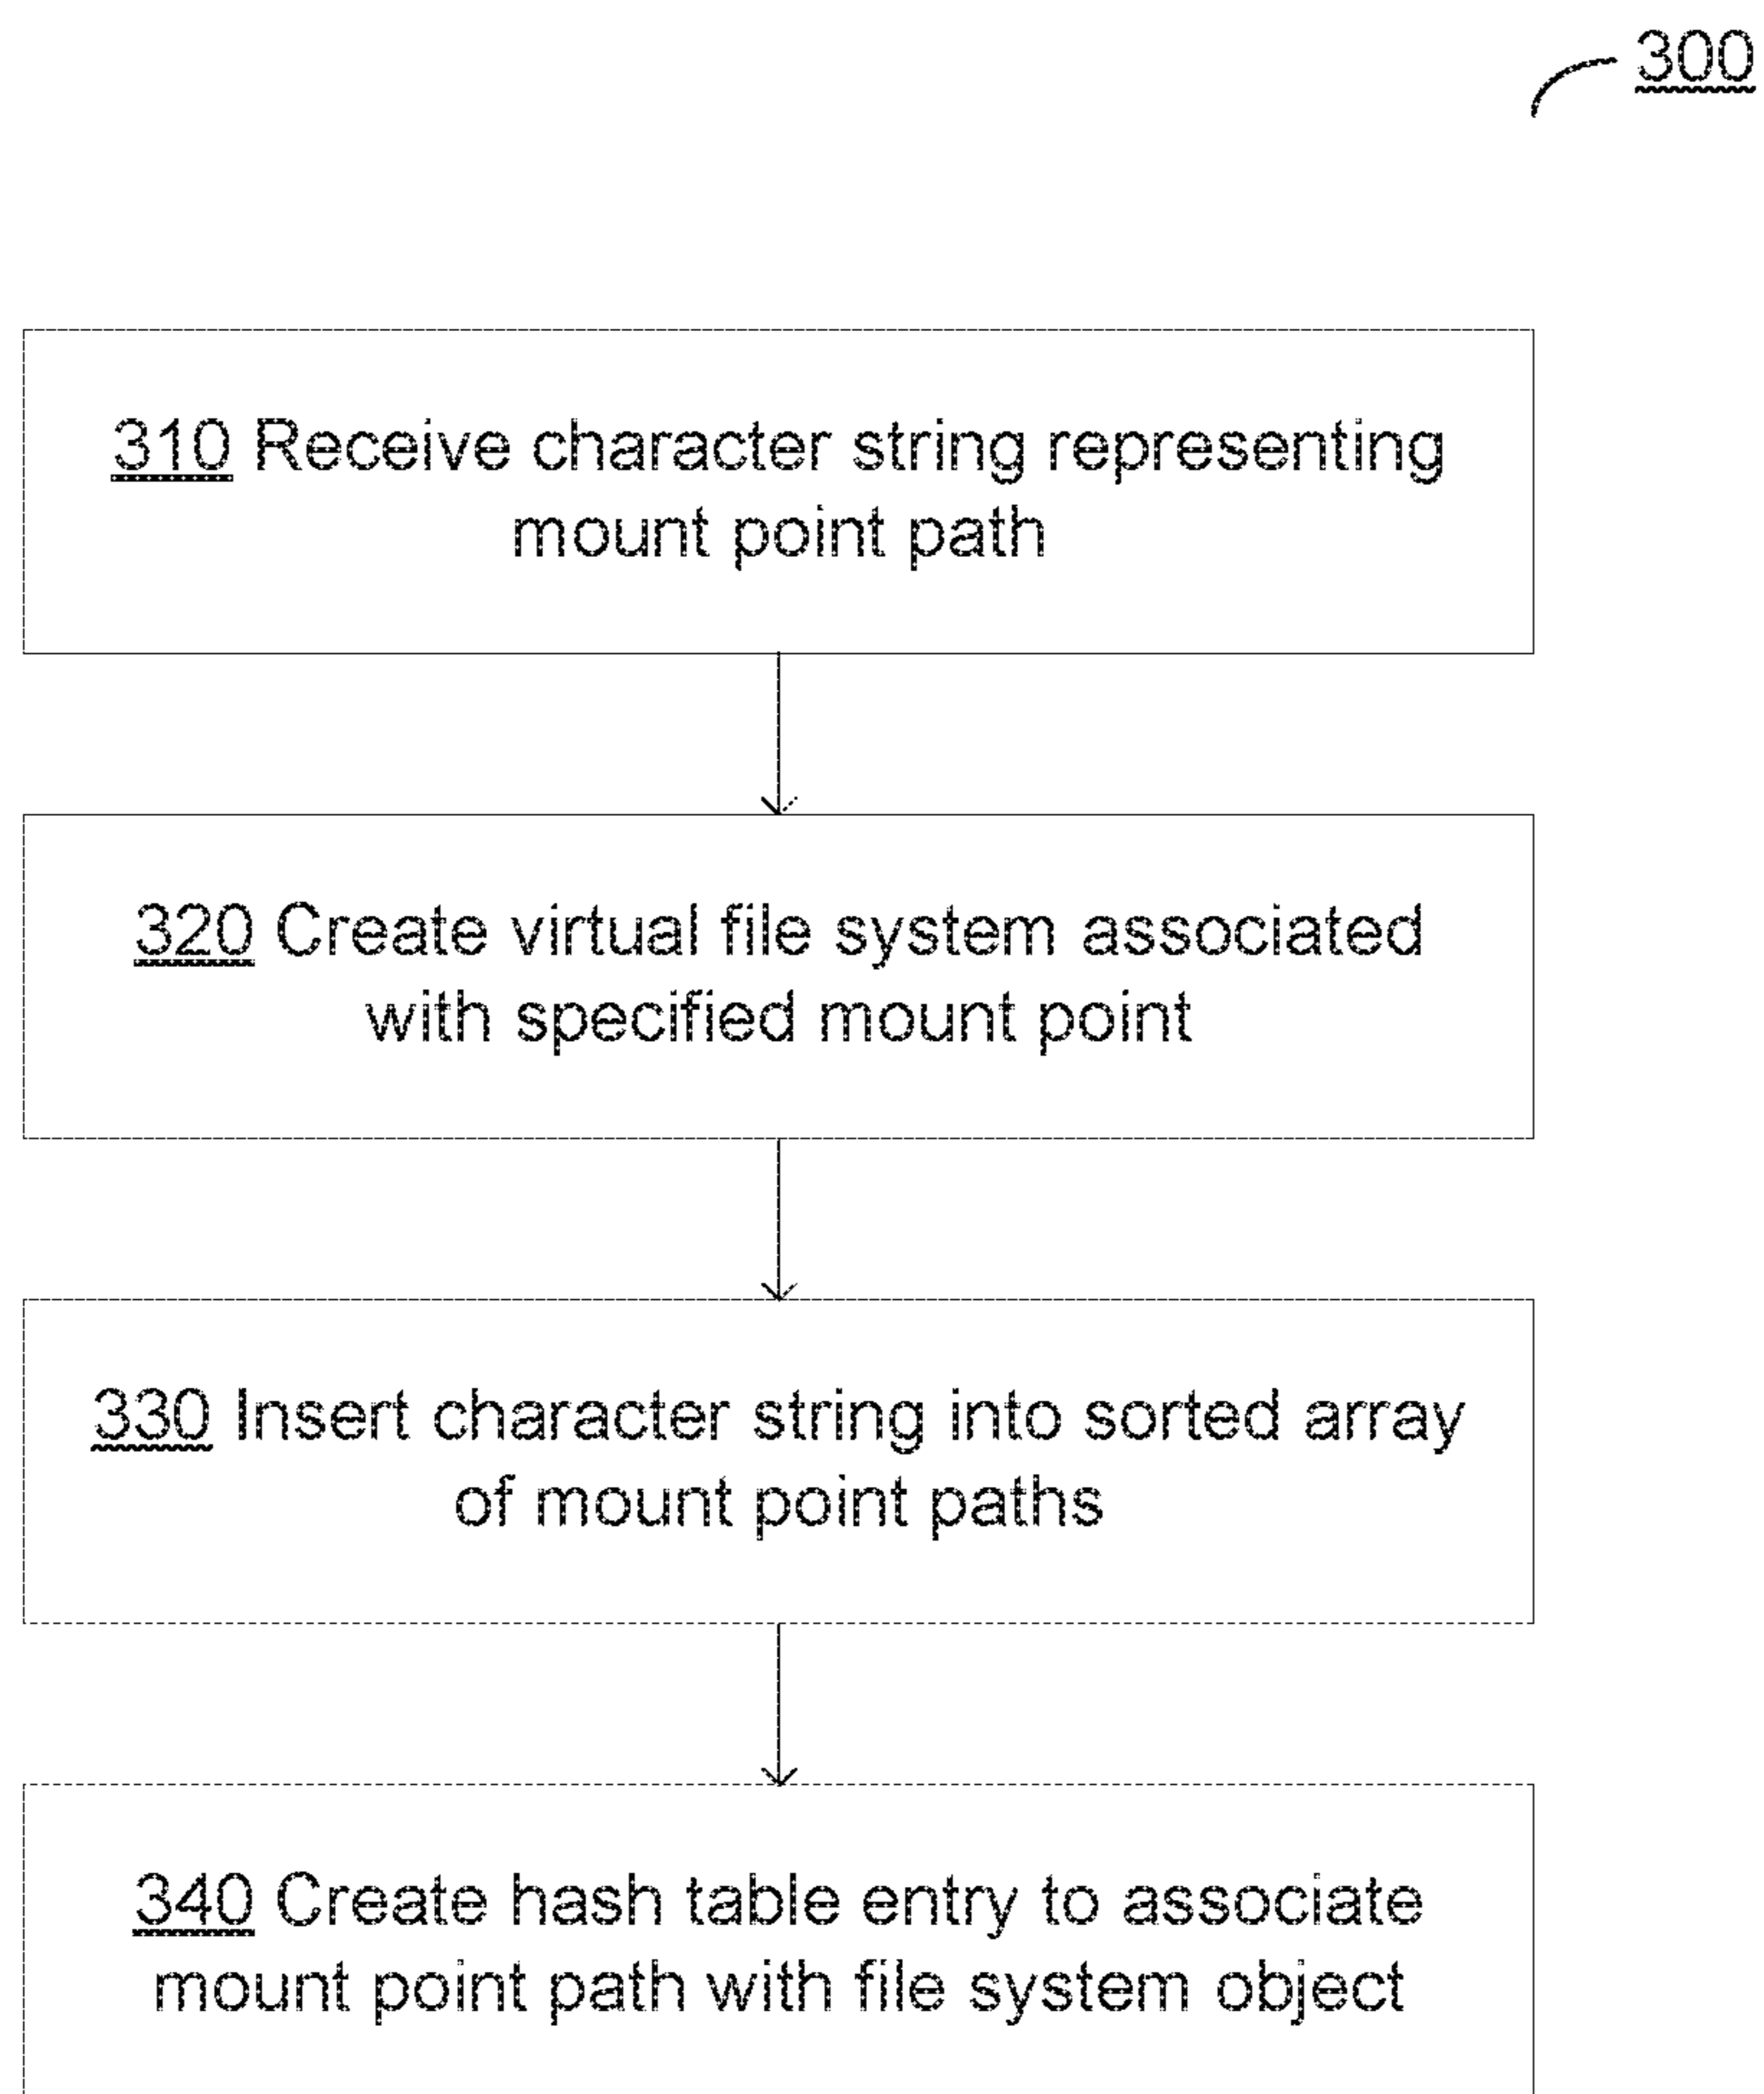 300
310 Receive character string representing
mount point path
320 Create virtual file system associated
with specified mount point
330 Insert character string into sorted array
of mount point paths
340 Create hash table entry to associate
mount point path with file system object